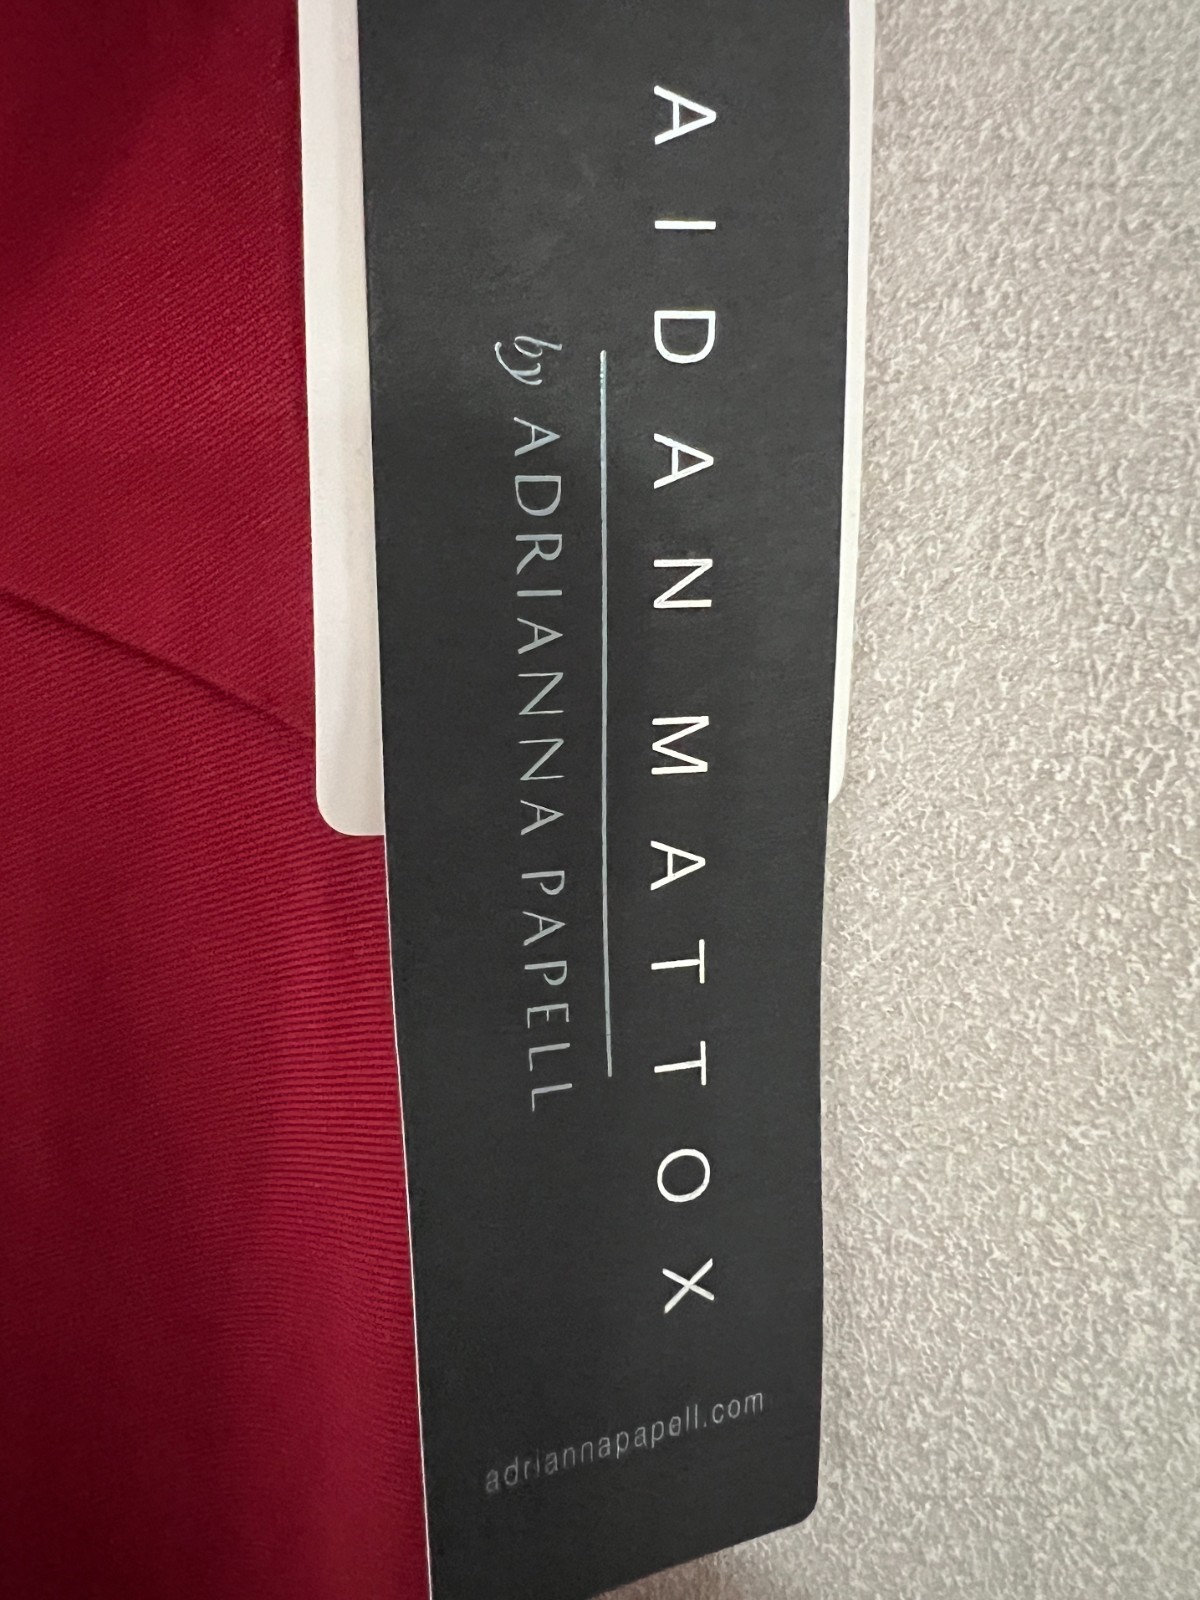 AIDAN MATTOX
by ADRIANNA PAPELL
adriannapapell.com